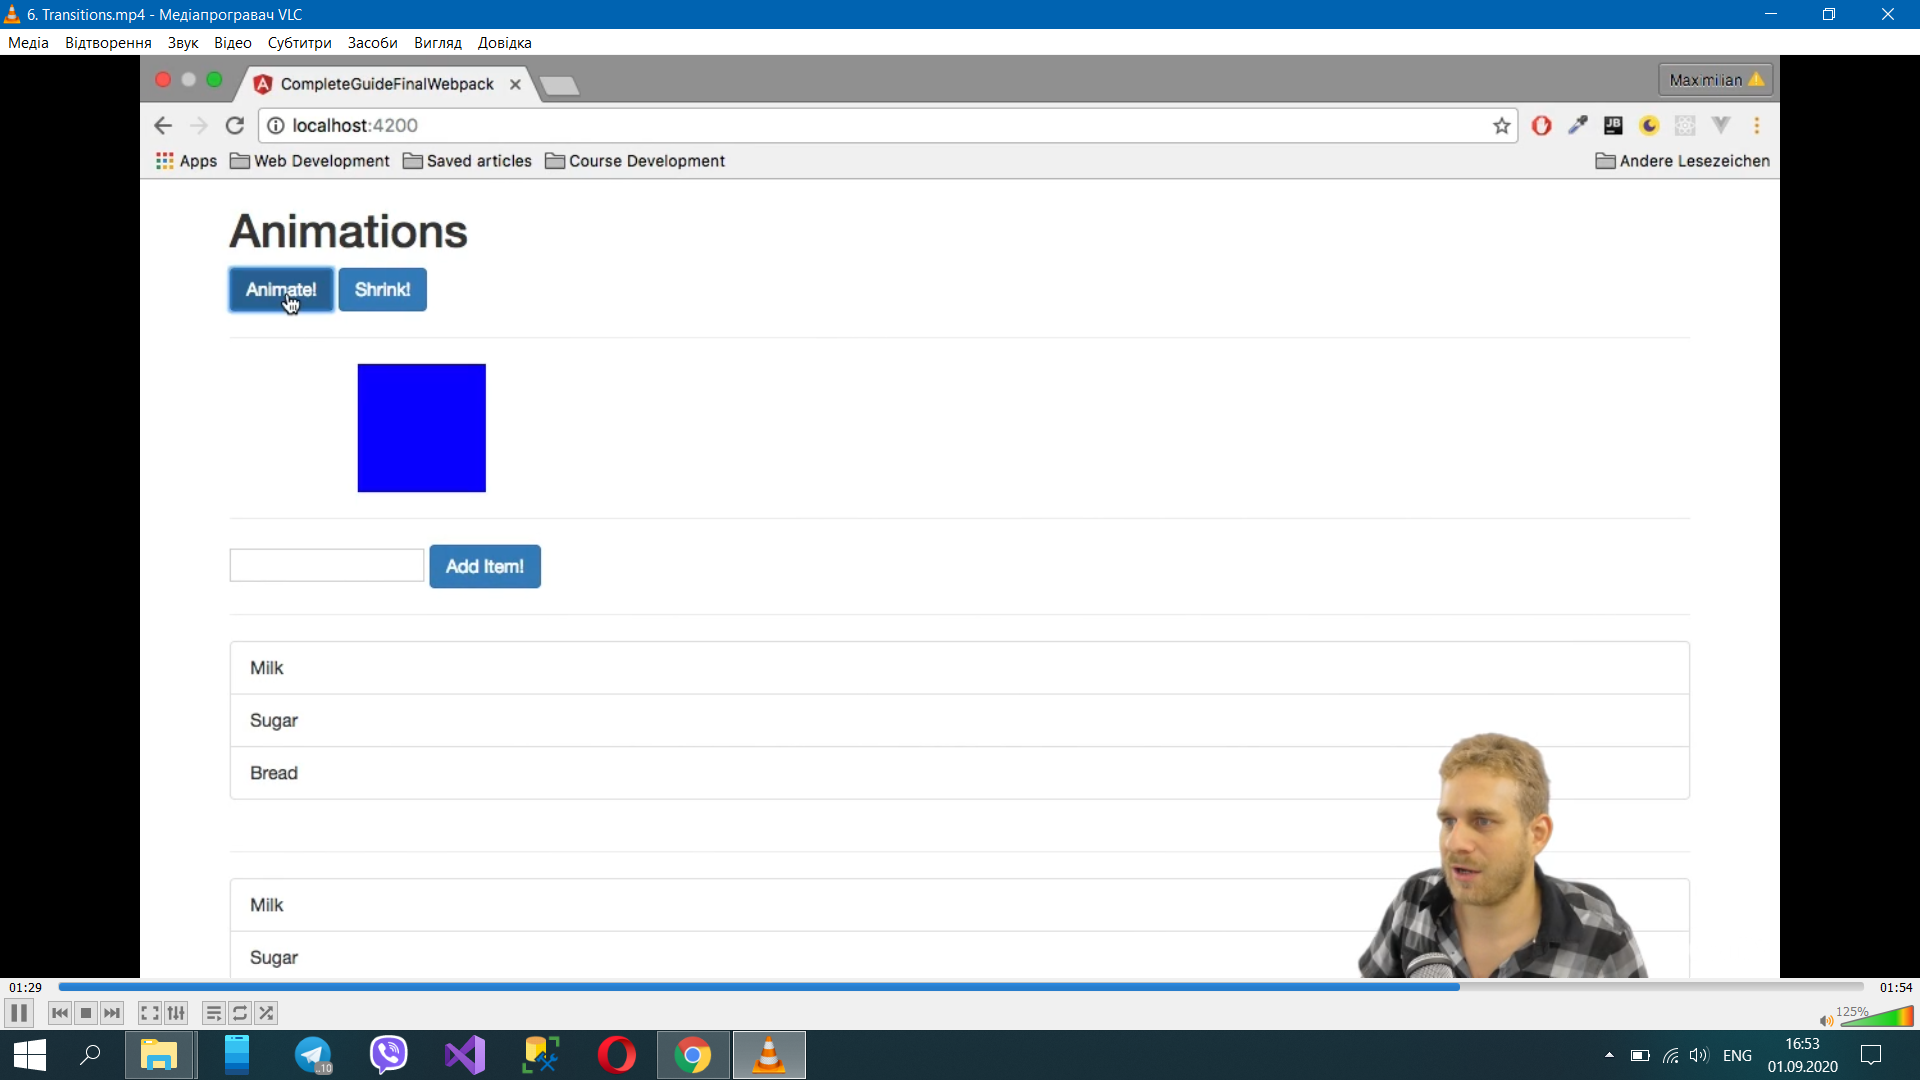 6. Transitions.mp4 - Медіапрогравач VLC
Медіа Відтворення Звук Відео Субтитри Засоби Вигляд Довідка
CompleteGuideFinalWebpack
Maximilian
localhost:4200
JB
Apps Web Development Saved articles Course Development Andere Lesezeichen
Animations
Animate! Shrink!
Add Item!
Milk
Sugar
Bread
Milk
Sugar
01:29 01:54
125%
..10
ENG
16:53
01.09.2020